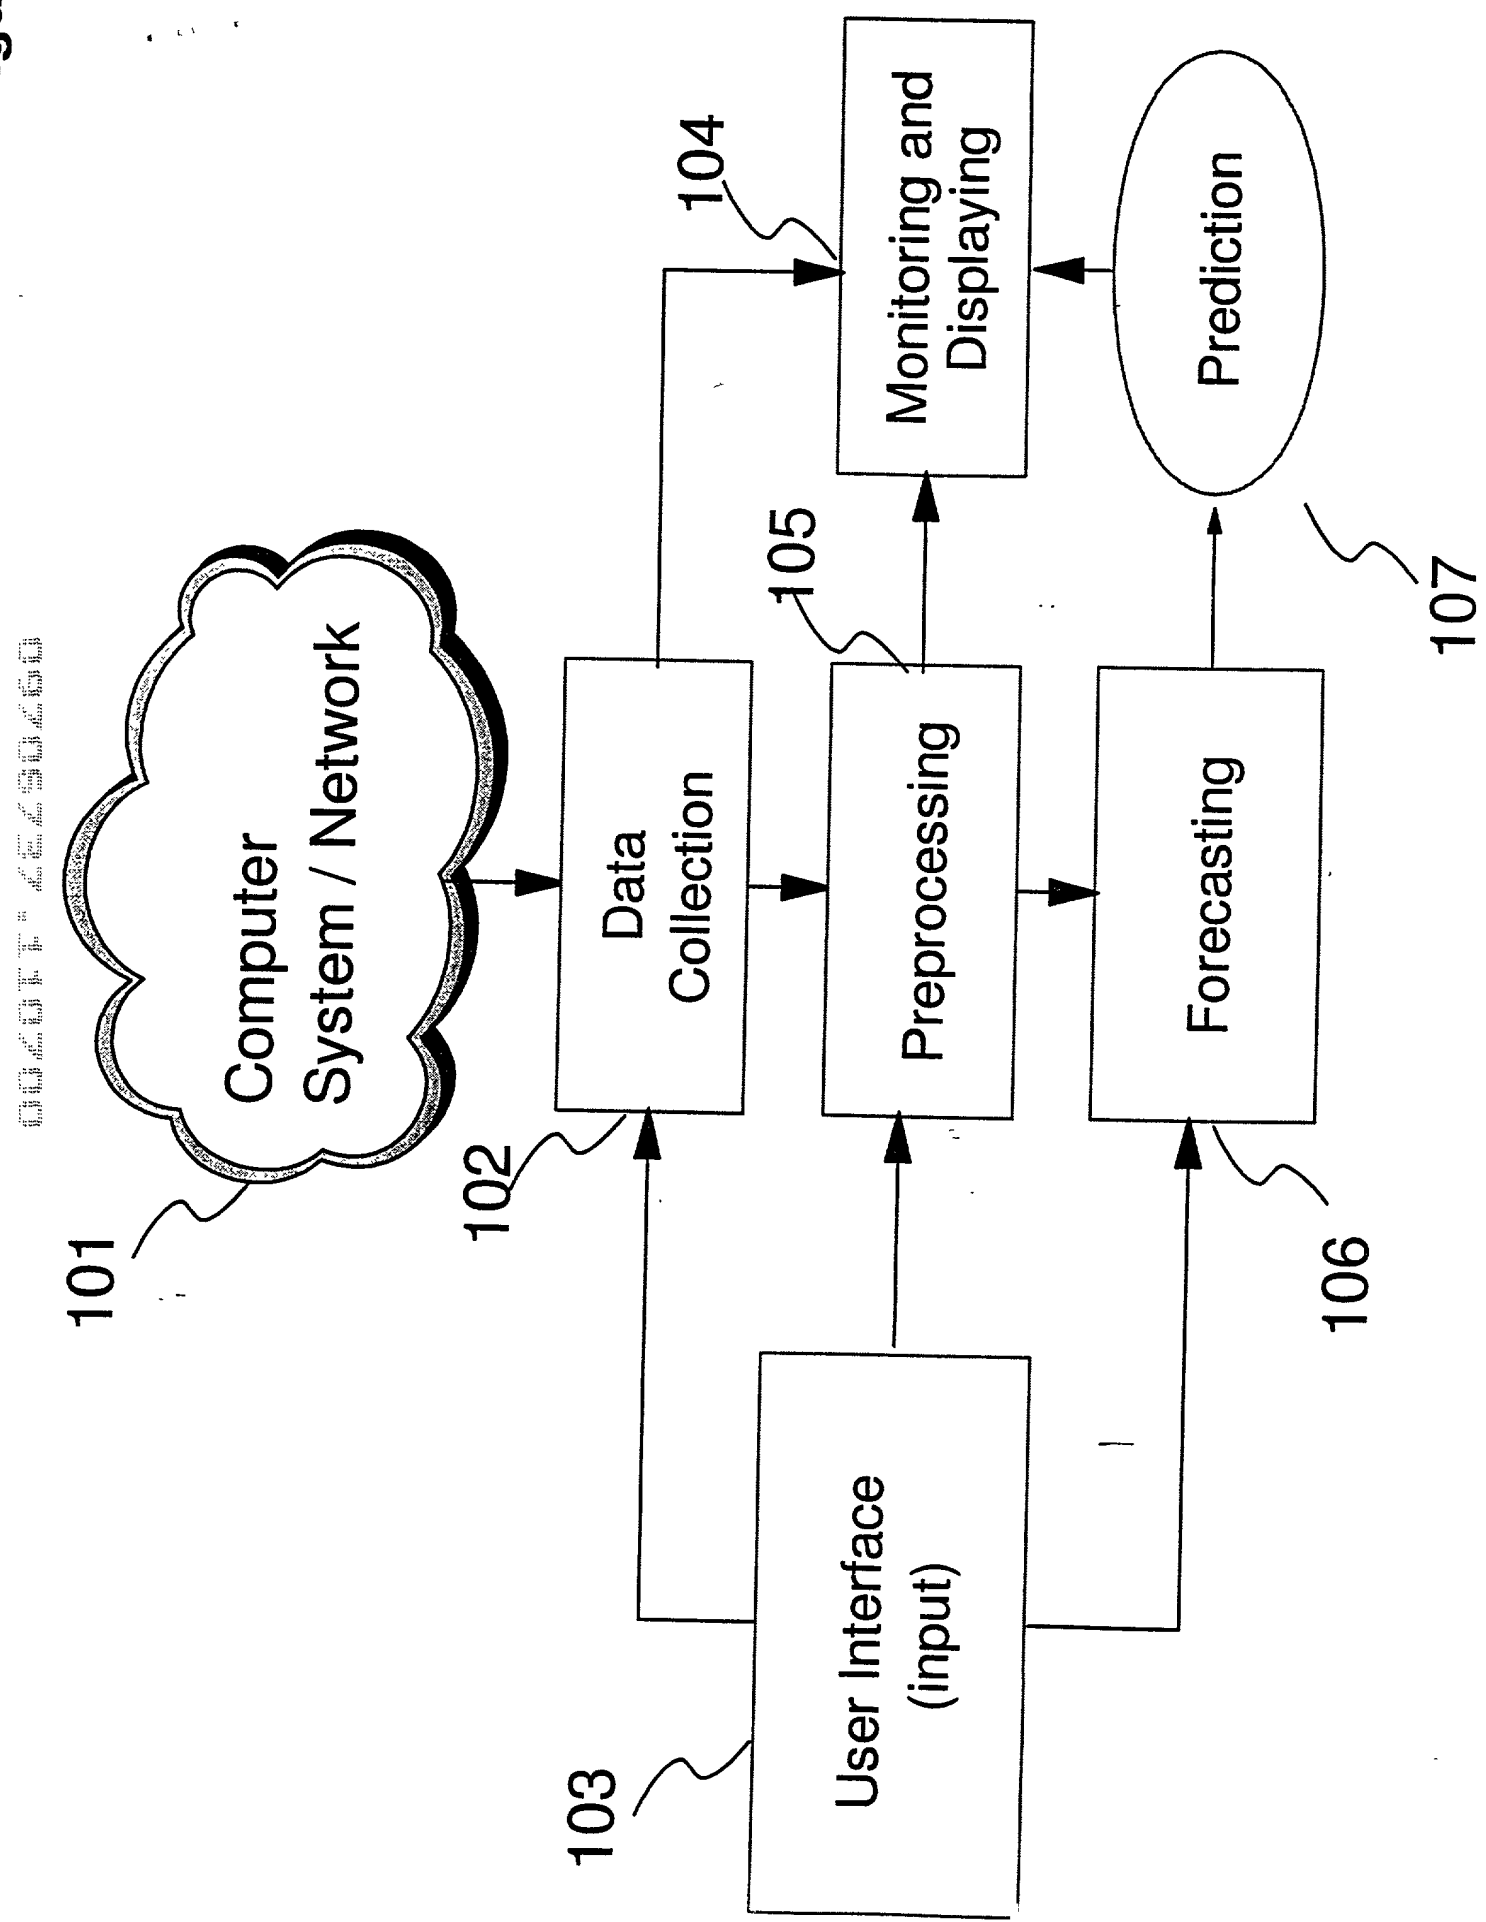 101
Computer
System / Network
102
Data
Collection
104
Monitoring and
Displaying
103
User Interface
(input)
105
Preprocessing
106
Forecasting
107
Prediction